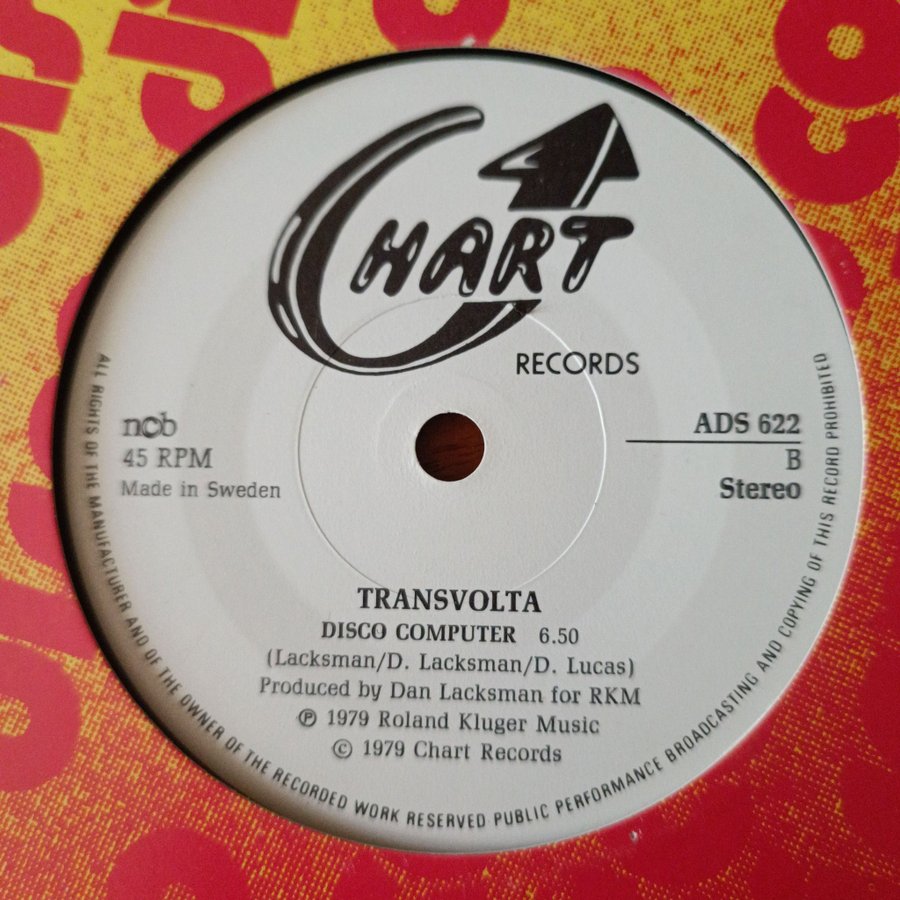 CHART
RECORDS
ncb
45 RPM
Made in Sweden
ADS 622
B
Stereo
TRANSVOLTA
DISCO COMPUTER 6.50
(Lacksman/D. Lacksman/D. Lucas)
Produced by Dan Lacksman for RKM
℗ 1979 Roland Kluger Music
© 1979 Chart Records
ALL RIGHTS OF THE MANUFACTURER AND OF THE OWNER OF THE RECORDED WORK RESERVED PUBLIC PERFORMANCE BROADCASTING AND COPYING OF THIS RECORD PROHIBITED